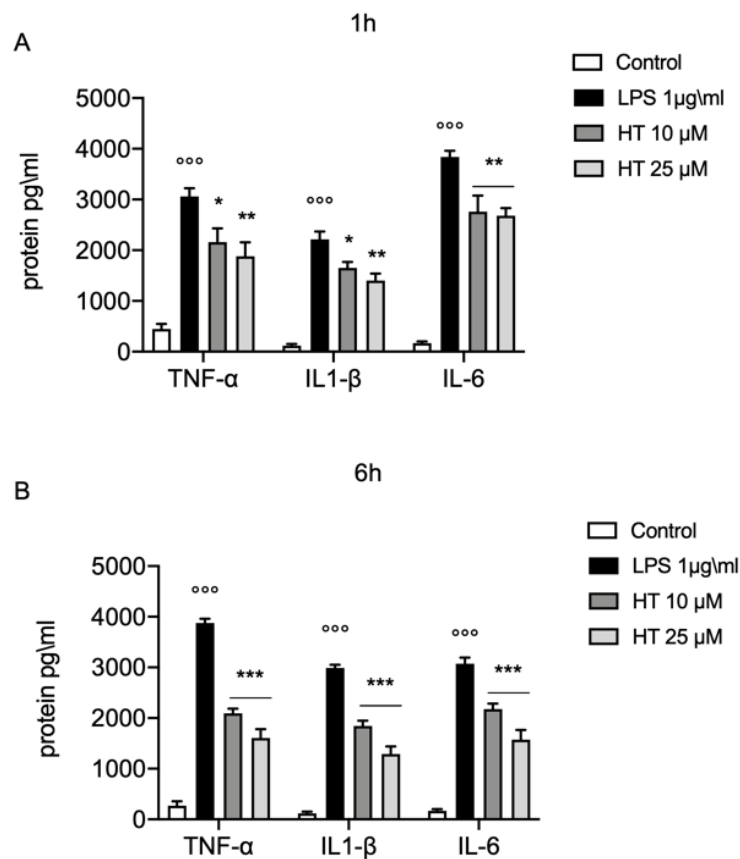 1h
A
Control
LPS 1µg\ml
HT 10 µM
HT 25 µM
protein pg\ml
5000
4000
3000
2000
1000
0
°°°
*
**
°°°
*
**
°°°
**
TNF-α
IL1-β
IL-6
6h
B
Control
LPS 1µg\ml
HT 10 µM
HT 25 µM
protein pg\ml
5000
4000
3000
2000
1000
0
°°°
***
°°°
***
°°°
***
TNF-α
IL1-β
IL-6